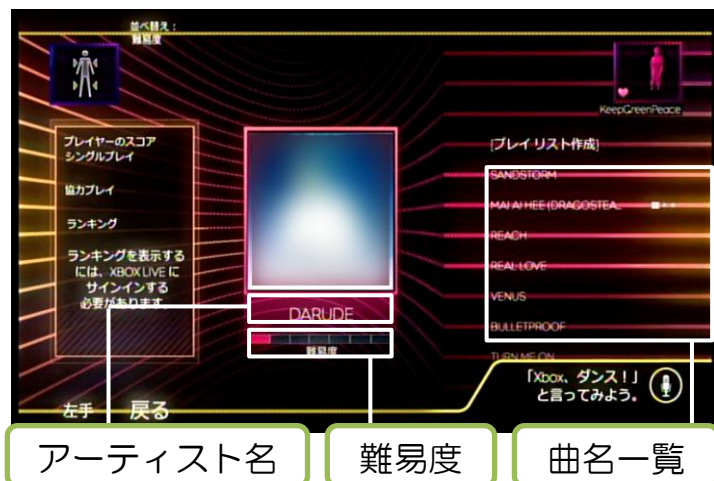 並べ替え：
難易度
KeepGreenPeace
プレイヤーのスコア
シングルプレイ
協力プレイ
ランキング
ランキングを表示する
には、XBOX LIVE に
サインインする
必要があります。
DARUDE
難易度
[プレイ リスト作成]
SANDSTORM
MAI AI HEE (DRAGOSTEA...
REACH
REAL LOVE
VENUS
BULLETPROOF
TURN ME ON
「Xbox、ダンス！」
と言ってみよう。
左手 戻る
アーティスト名
難易度
曲名一覧